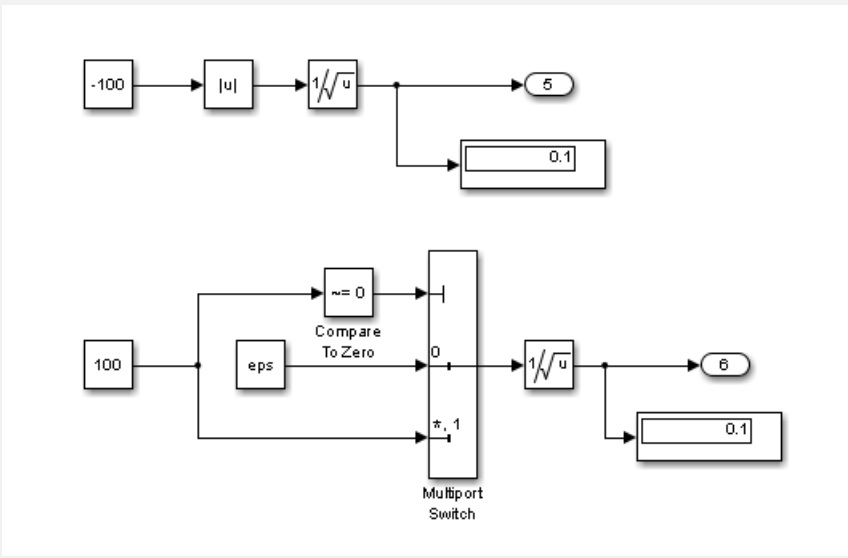 -100
|u|
1/√u
5
0.1
~= 0
Compare
To Zero
100
eps
0
*, 1
1/√u
6
0.1
Multiport
Switch